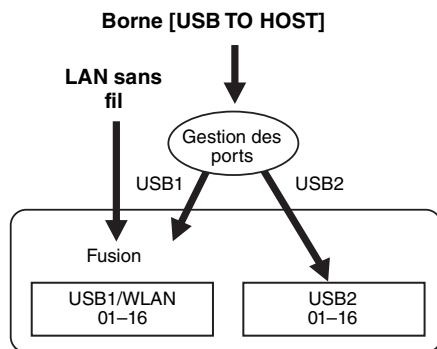 Borne [USB TO HOST]
LAN sans
fil
Gestion des
ports
USB1
USB2
Fusion
USB1/WLAN
01–16
USB2
01–16